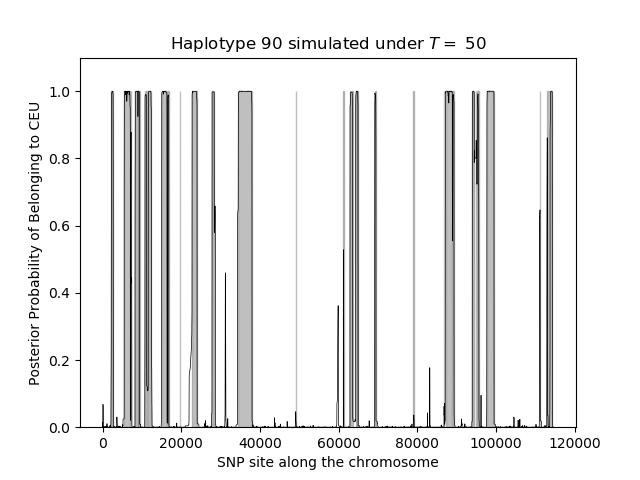 Haplotype 90 simulated under T = 50
Posterior Probability of Belonging to CEU
1.0
0.8
0.6
0.4
0.2
0.0
0 20000 40000 60000 80000 100000 120000
SNP site along the chromosome